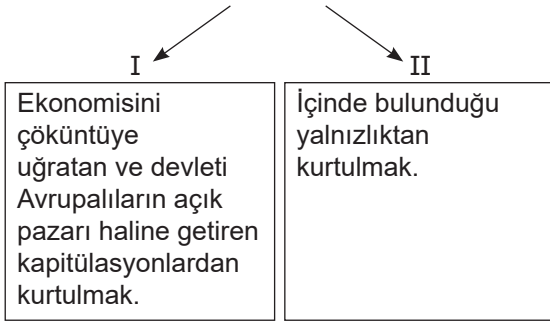 I
Ekonomisini
çöküntüye
uğratan ve devleti
Avrupalıların açık
pazarı haline getiren
kapitülasyonlardan
kurtulmak.
II
İçinde bulunduğu
yalnızlıktan
kurtulmak.